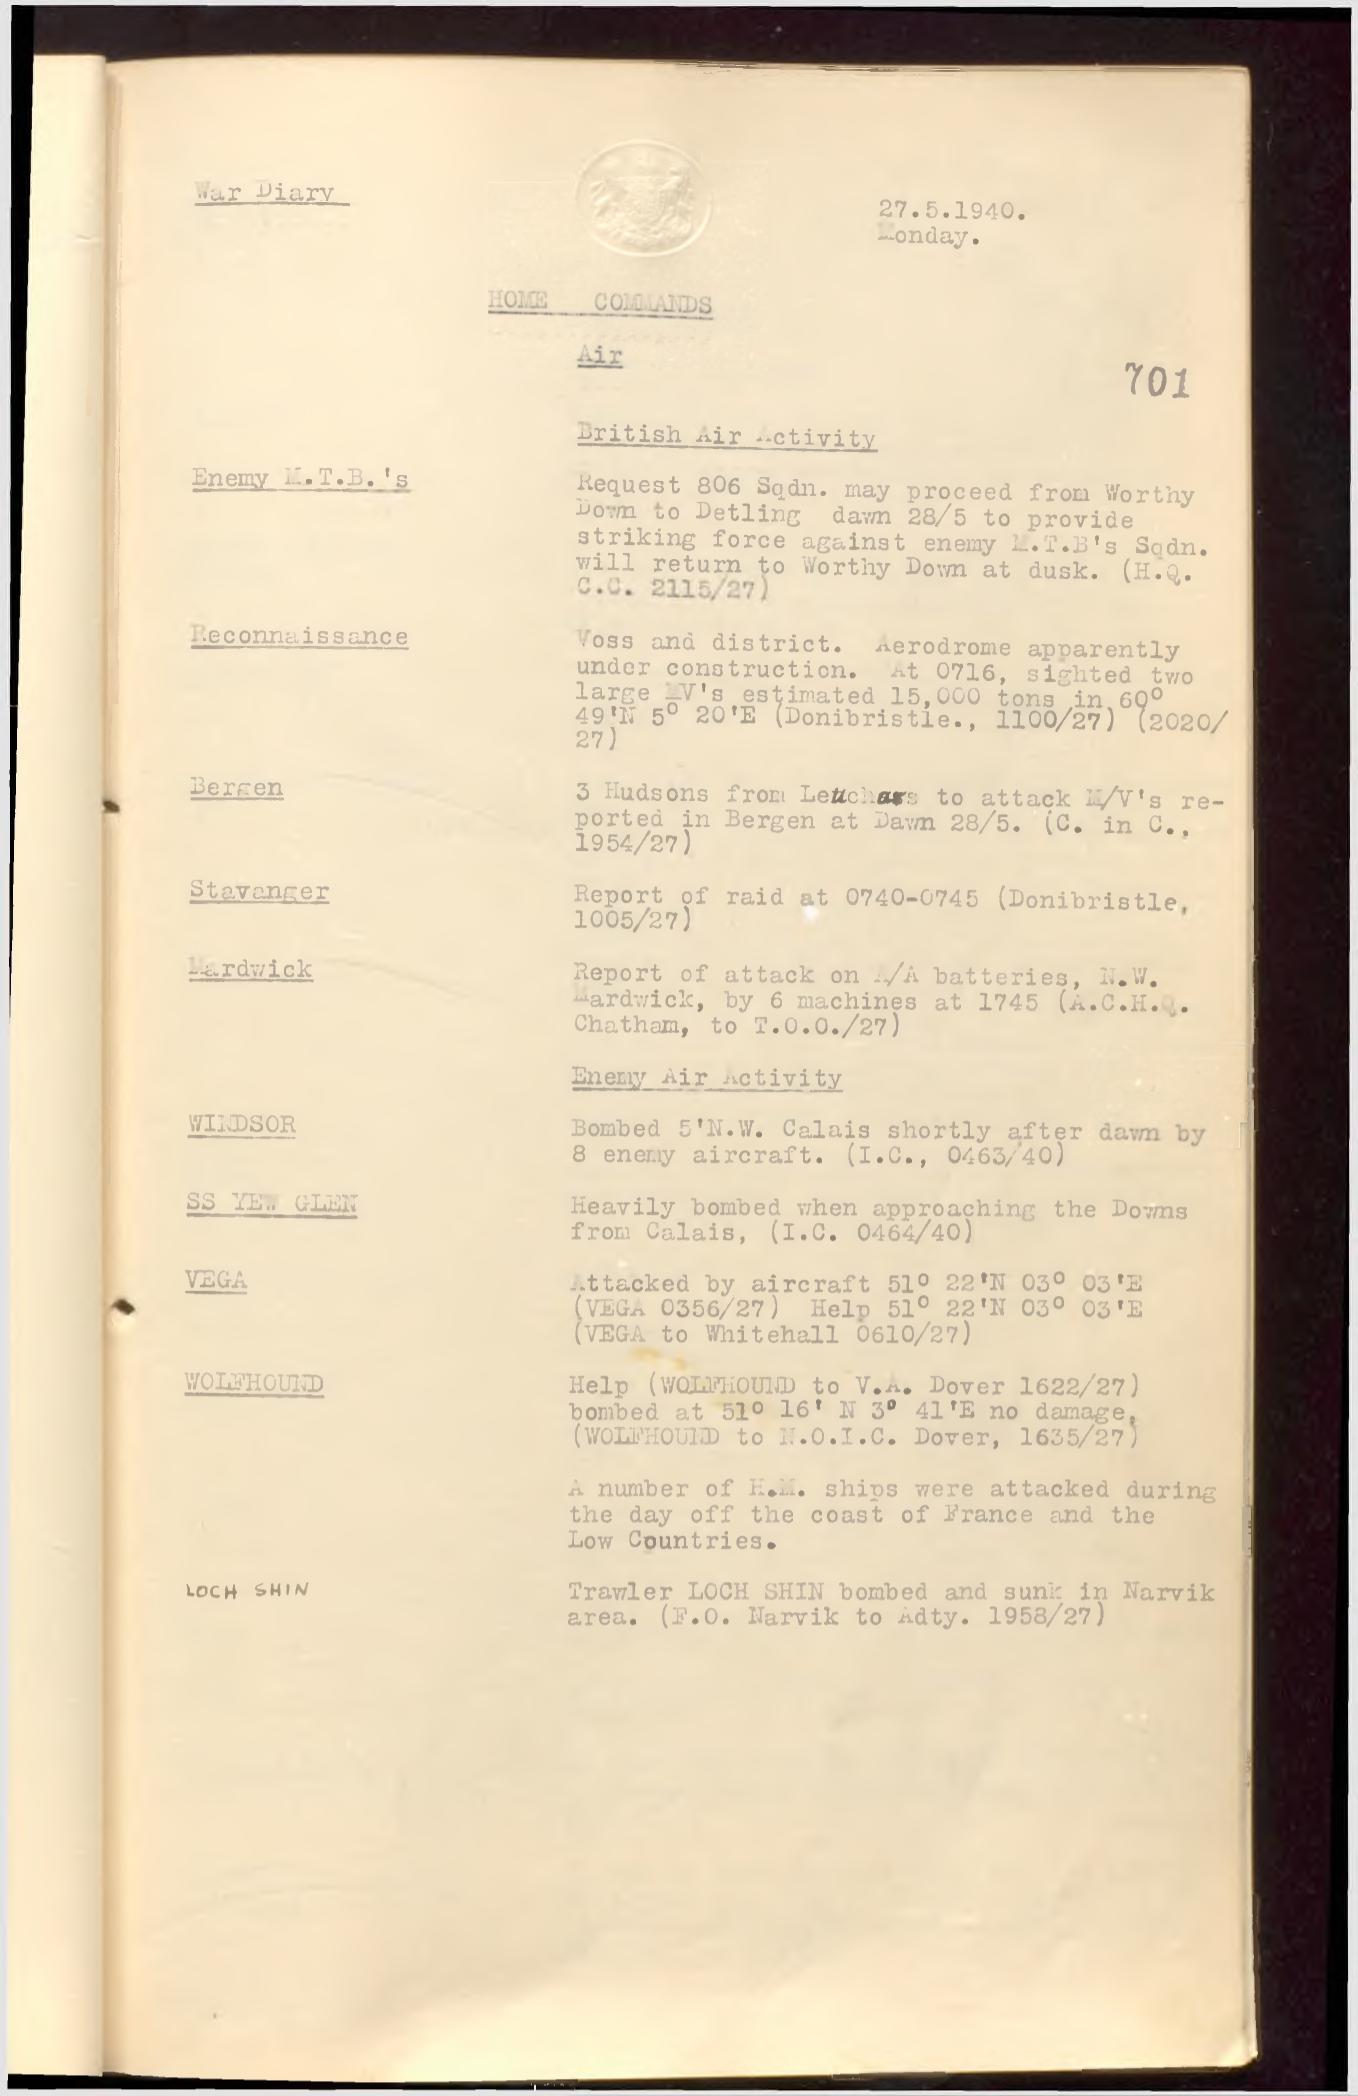 War Diary
27.5.1940.
Monday.
HOME COMMANDS
Air
701
British Air Activity
Enemy M.T.B.'s
Request 806 Sqdn. may proceed from Worthy
Down to Detling dawn 28/5 to provide
striking force against enemy M.T.B's Sqdn.
will return to Worthy Down at dusk. (H.Q.
C.C. 2115/27)
Reconnaissance
Voss and district. Aerodrome apparently
under construction. At 0716, sighted two
large MV's estimated 15,000 tons in 60°
49'N 5° 20'E (Donibristle., 1100/27) (2020/
27)
Bergen
3 Hudsons from Leuchars to attack M/V's re-
ported in Bergen at Dawn 28/5. (C. in C.,
1954/27)
Stavanger
Report of raid at 0740-0745 (Donibristle,
1005/27)
Mardwick
Report of attack on A/A batteries, N.W.
Mardwick, by 6 machines at 1745 (A.C.H.Q.
Chatham, to T.O.O./27)
Enemy Air Activity
WINDSOR
Bombed 5'N.W. Calais shortly after dawn by
8 enemy aircraft. (I.C., 0463/40)
SS YEW GLEN
Heavily bombed when approaching the Downs
from Calais, (I.C. 0464/40)
VEGA
Attacked by aircraft 51° 22'N 03° 03'E
(VEGA 0356/27) Help 51° 22'N 03° 03'E
(VEGA to Whitehall 0610/27)
WOLFHOUND
Help (WOLFHOUND to V.A. Dover 1622/27)
bombed at 51° 16' N 3° 41'E no damage,
(WOLFHOUND to N.O.I.C. Dover, 1635/27)
A number of H.M. ships were attacked during
the day off the coast of France and the
Low Countries.
LOCH SHIN
Trawler LOCH SHIN bombed and sunk in Narvik
area. (F.O. Narvik to Adty. 1958/27)